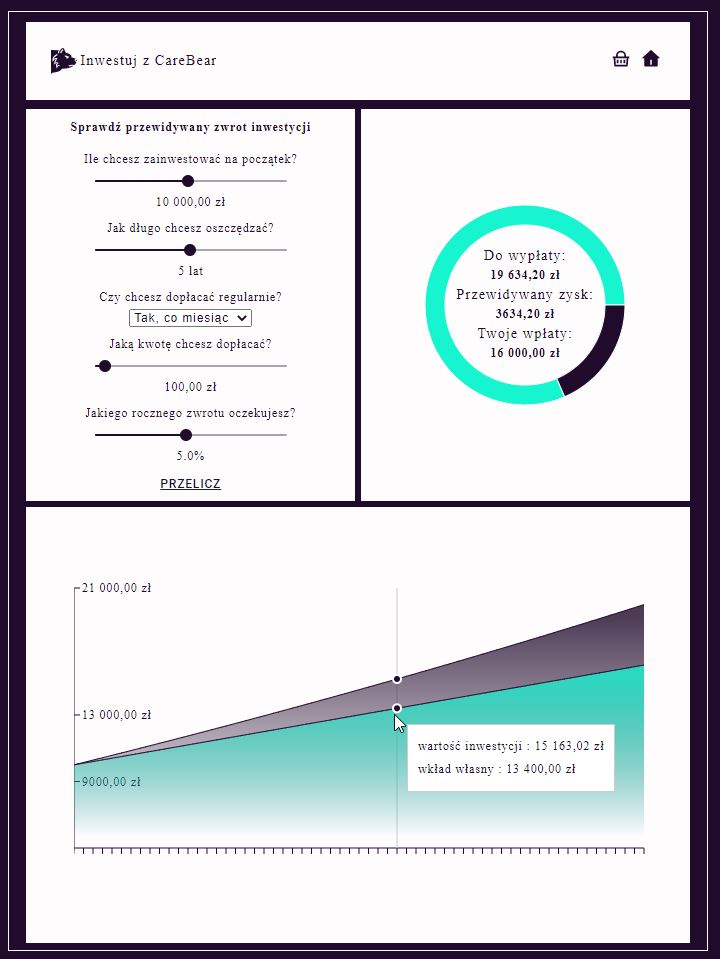 Inwestuj z CareBear
Sprawdź przewidywany zwrot inwestycji
Ile chcesz zainwestować na początek?
10 000,00 zł
Jak długo chcesz oszczędzać?
5 lat
Czy chcesz dopłacać regularnie?
Tak, co miesiąc
Jaką kwotę chcesz dopłacać?
100,00 zł
Jakiego rocznego zwrotu oczekujesz?
5.0%
PRZELICZ
Do wypłaty:
19 634,20 zł
Przewidywany zysk:
3634,20 zł
Twoje wpłaty:
16 000,00 zł
21 000,00 zł
13 000,00 zł
9000,00 zł
wartość inwestycji : 15 163,02 zł
wkład własny : 13 400,00 zł